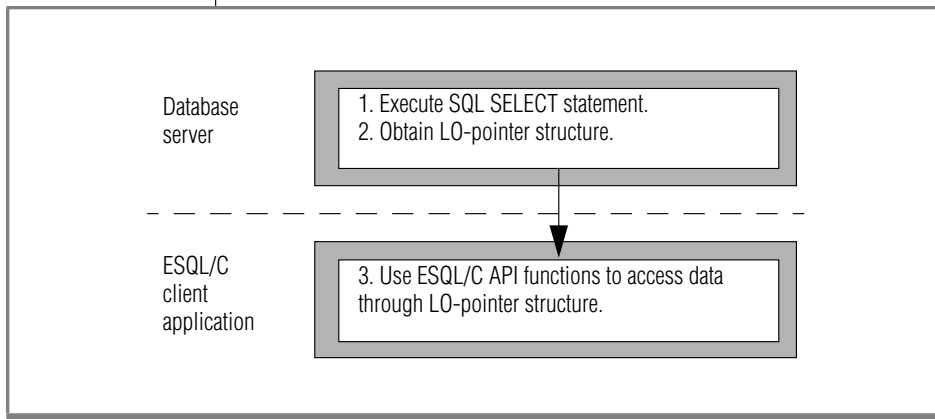 Database
server
1. Execute SQL SELECT statement.
2. Obtain LO-pointer structure.
ESQL/C
client
application
3. Use ESQL/C API functions to access data
through LO-pointer structure.